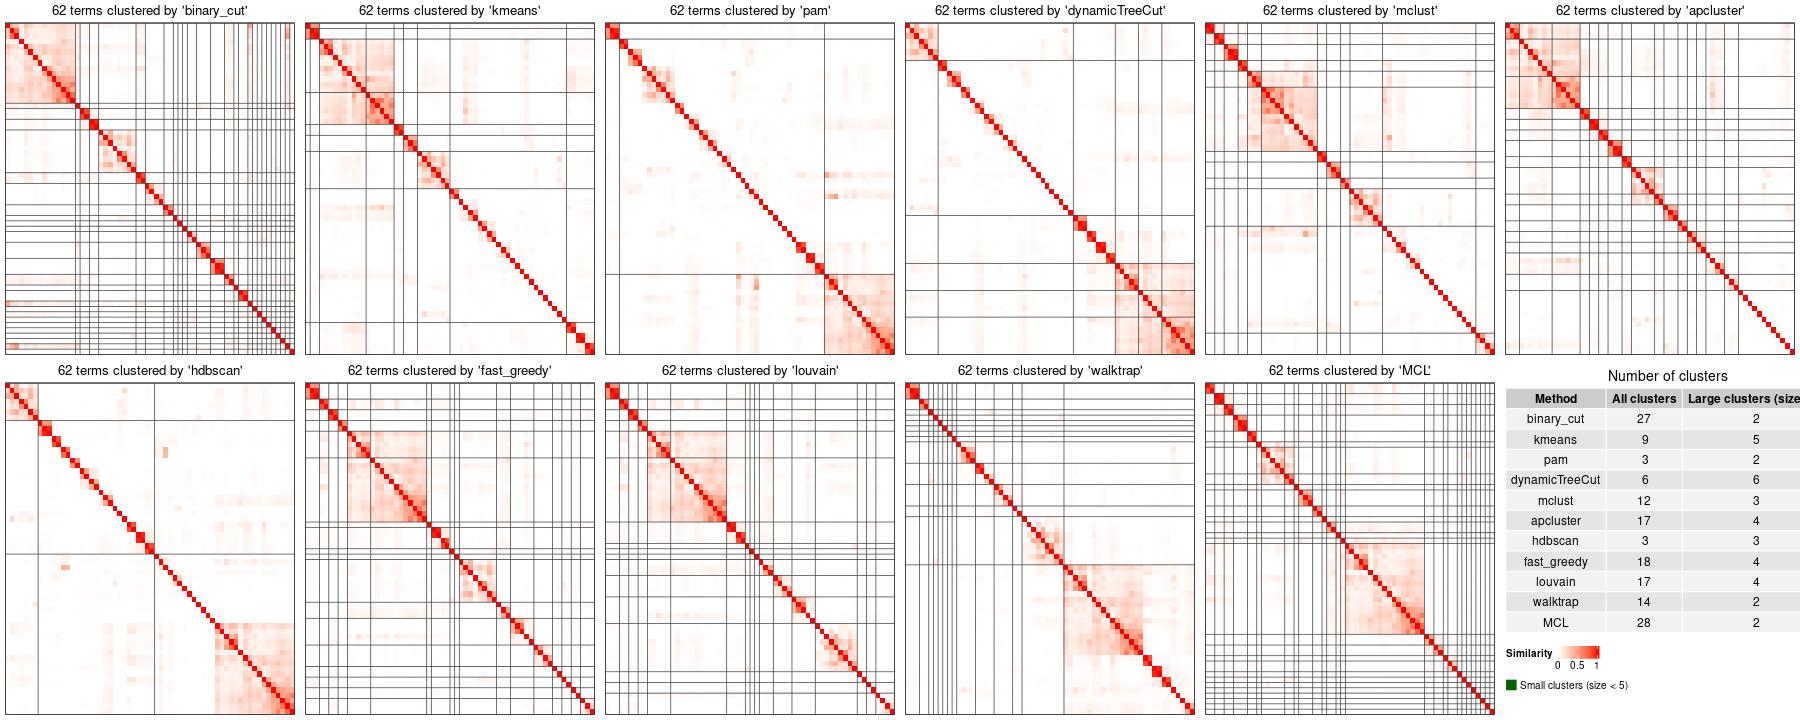 62 terms clustered by 'binary_cut'
62 terms clustered by 'kmeans'
62 terms clustered by 'pam'
62 terms clustered by 'dynamicTreeCut'
62 terms clustered by 'mclust'
62 terms clustered by 'apcluster'
62 terms clustered by 'hdbscan'
62 terms clustered by 'fast_greedy'
62 terms clustered by 'louvain'
62 terms clustered by 'walktrap'
62 terms clustered by 'MCL'
Number of clusters
Method All clusters Large clusters (size
binary_cut 27 2
kmeans 9 5
pam 3 2
dynamicTreeCut 6 6
mclust 12 3
apcluster 17 4
hdbscan 3 3
fast_greedy 18 4
louvain 17 4
walktrap 14 2
MCL 28 2
Similarity
0 0.5 1
Small clusters (size < 5)